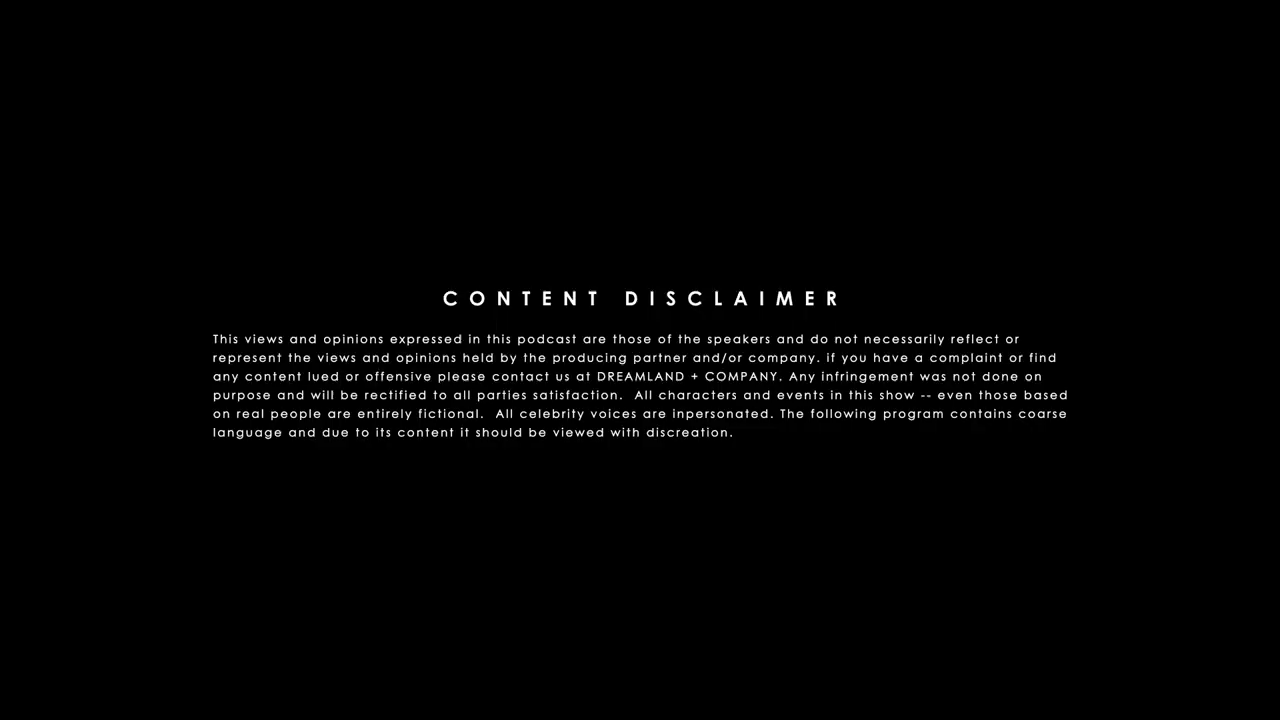 CONTENT DISCLAIMER
This views and opinions expressed in this podcast are those of the speakers and do not necessarily reflect or
represent the views and opinions held by the producing partner and/or company. if you have a complaint or find
any content lued or offensive please contact us at DREAMLAND + COMPANY. Any infringement was not done on
purpose and will be rectified to all parties satisfaction.  All characters and events in this show -- even those based
on real people are entirely fictional.  All celebrity voices are inpersonated. The following program contains coarse
language and due to its content it should be viewed with discreation.